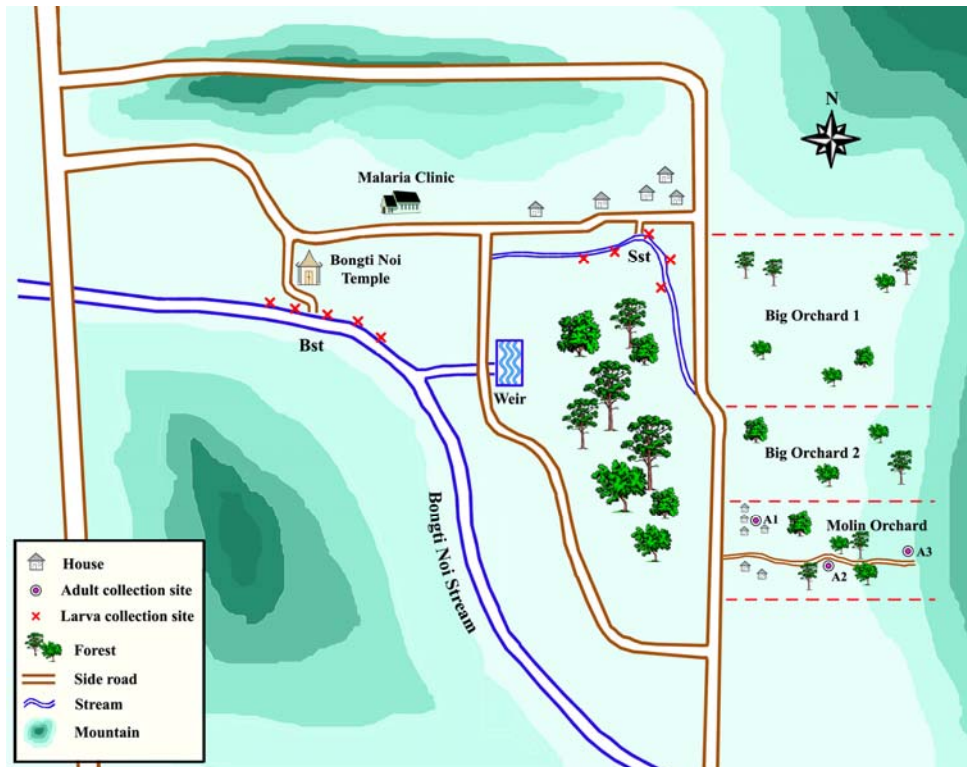 N
Malaria Clinic
Bongti Noi
Temple
Sst
Big Orchard 1
Bst
Weir
Big Orchard 2
Bongti Noi Stream
A1
Molin Orchard
A3
A2
House
Adult collection site
Larva collection site
Forest
Side road
Stream
Mountain